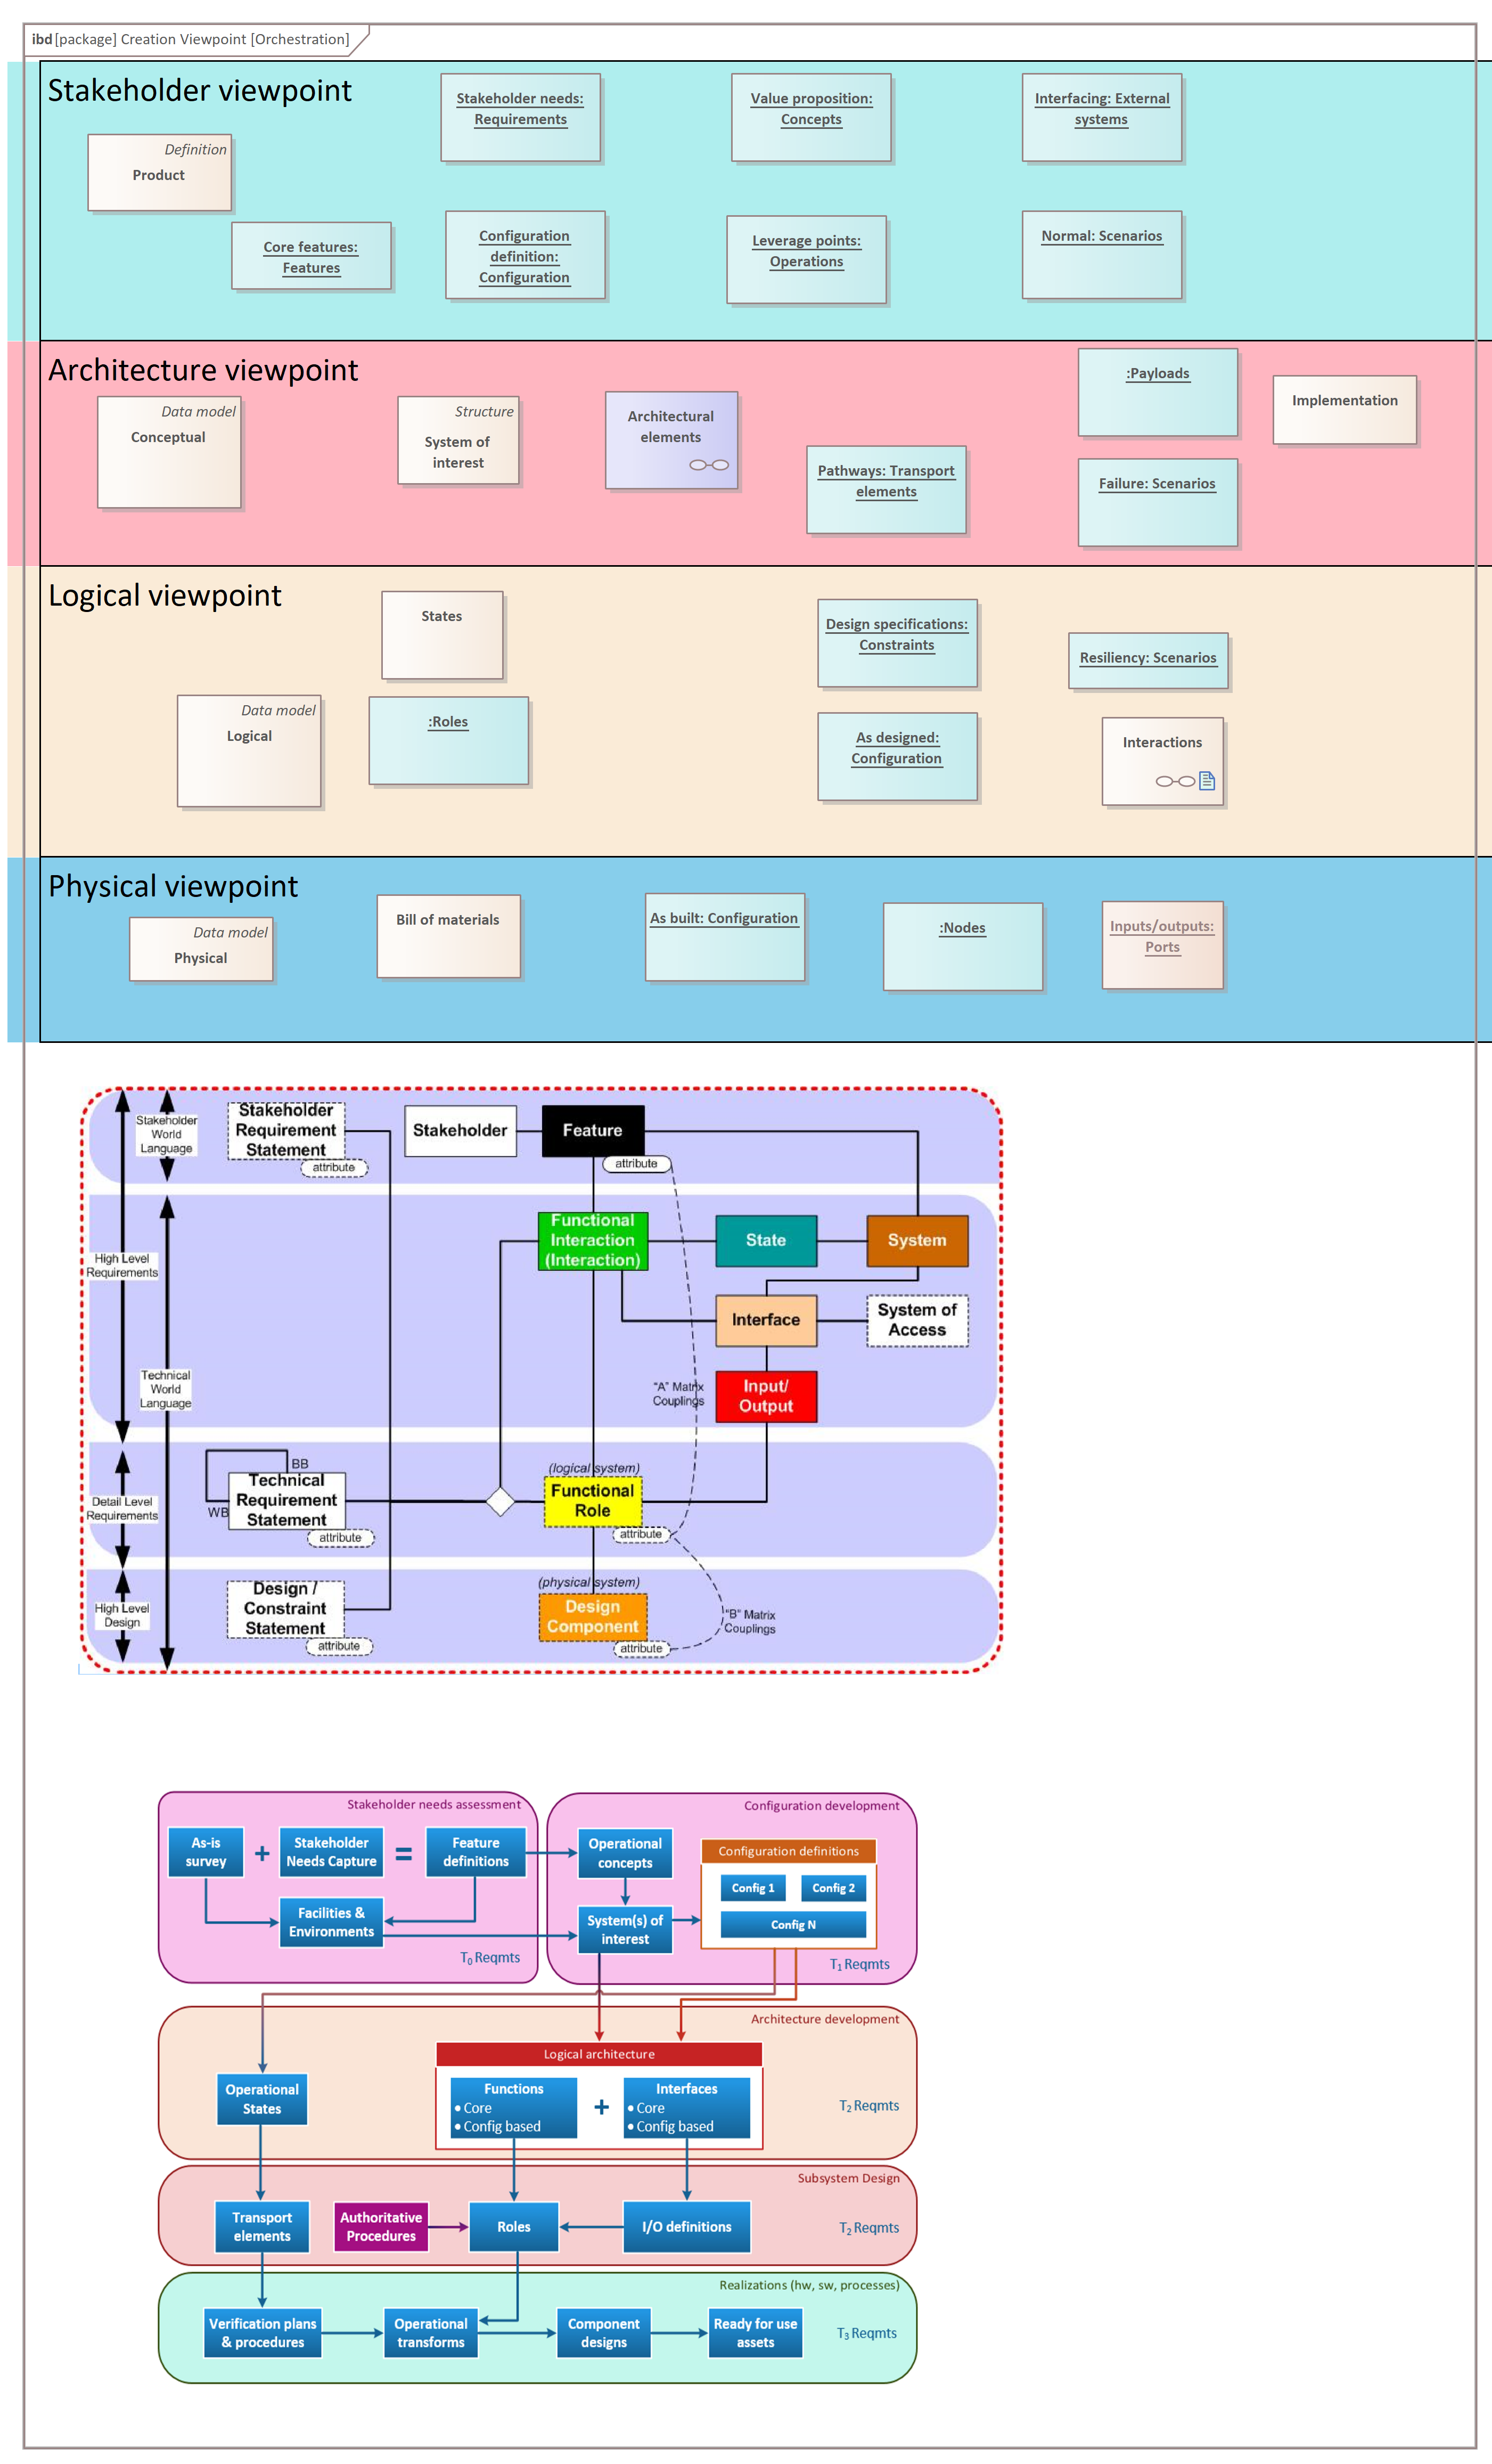 ibd [package] Creation Viewpoint [Orchestration]
Stakeholder viewpoint
Stakeholder needs:
Requirements
Value proposition:
Concepts
Interfacing: External
systems
Definition
Product
Core features:
Features
Configuration
definition:
Configuration
Leverage points:
Operations
Normal: Scenarios
Architecture viewpoint
Data model
Conceptual
Structure
System of
interest
Architectural
elements
Pathways: Transport
elements
:Payloads
Implementation
Failure: Scenarios
Logical viewpoint
States
Design specifications:
Constraints
Resiliency: Scenarios
Data model
Logical
:Roles
As designed:
Configuration
Interactions
Physical viewpoint
Data model
Physical
Bill of materials
As built: Configuration
:Nodes
Inputs/outputs:
Ports
Stakeholder
World
Language
Stakeholder
Requirement
Statement
attribute
Stakeholder
Feature
attribute
High Level
Requirements
Functional
Interaction
(Interaction)
State
System
Interface
System of
Access
Technical
World
Language
"A" Matrix
Couplings
Input/
Output
Detail Level
Requirements
BB
WB
Technical
Requirement
Statement
attribute
(logical system)
Functional
Role
attribute
High Level
Design
Design /
Constraint
Statement
attribute
(physical system)
Design
Component
attribute
"B" Matrix
Couplings
Stakeholder needs assessment
As-is
survey
+
Stakeholder
Needs Capture
=
Feature
definitions
Facilities &
Environments
T0 Reqmts
Configuration development
Operational
concepts
System(s) of
interest
Configuration definitions
Config 1
Config 2
Config N
T1 Reqmts
Architecture development
Operational
States
Logical architecture
Functions
• Core
• Config based
+
Interfaces
• Core
• Config based
T2 Reqmts
Subsystem Design
Transport
elements
Authoritative
Procedures
Roles
I/O definitions
T2 Reqmts
Realizations (hw, sw, processes)
Verification plans
& procedures
Operational
transforms
Component
designs
Ready for use
assets
T3 Reqmts